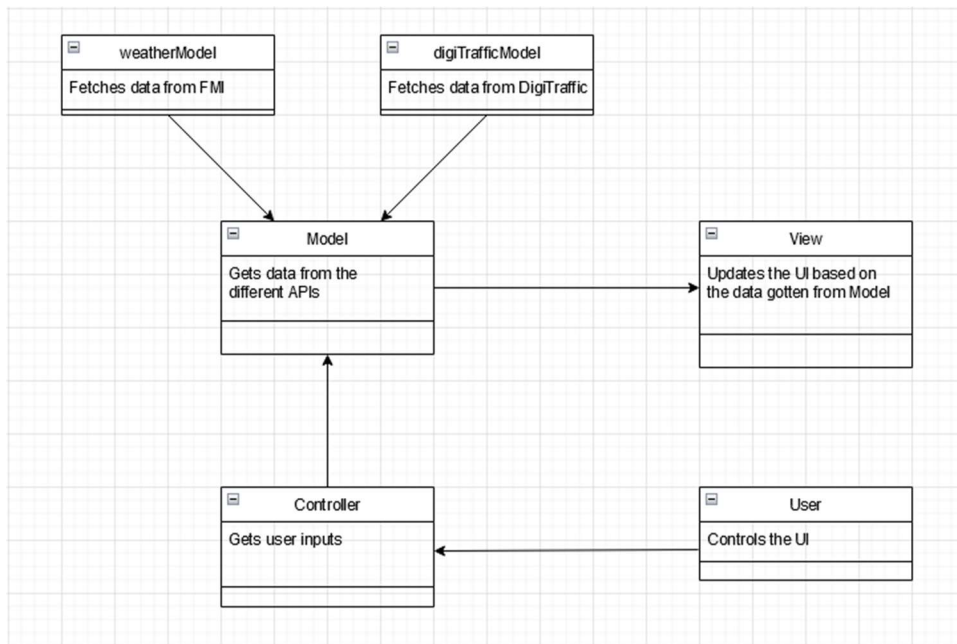 weatherModel
Fetches data from FMI
digiTrafficModel
Fetches data from DigiTraffic
Model
Gets data from the
different APIs
View
Updates the UI based on
the data gotten from Model
Controller
Gets user inputs
User
Controls the UI